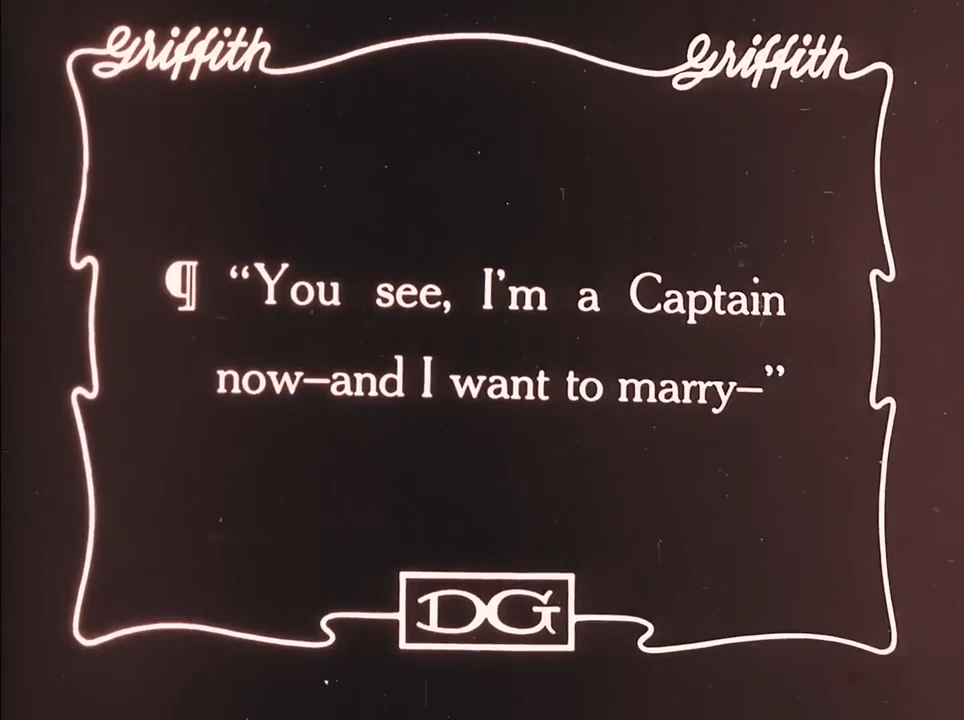 Griffith Griffith
¶ “You see, I'm a Captain
now—and I want to marry—”
DG